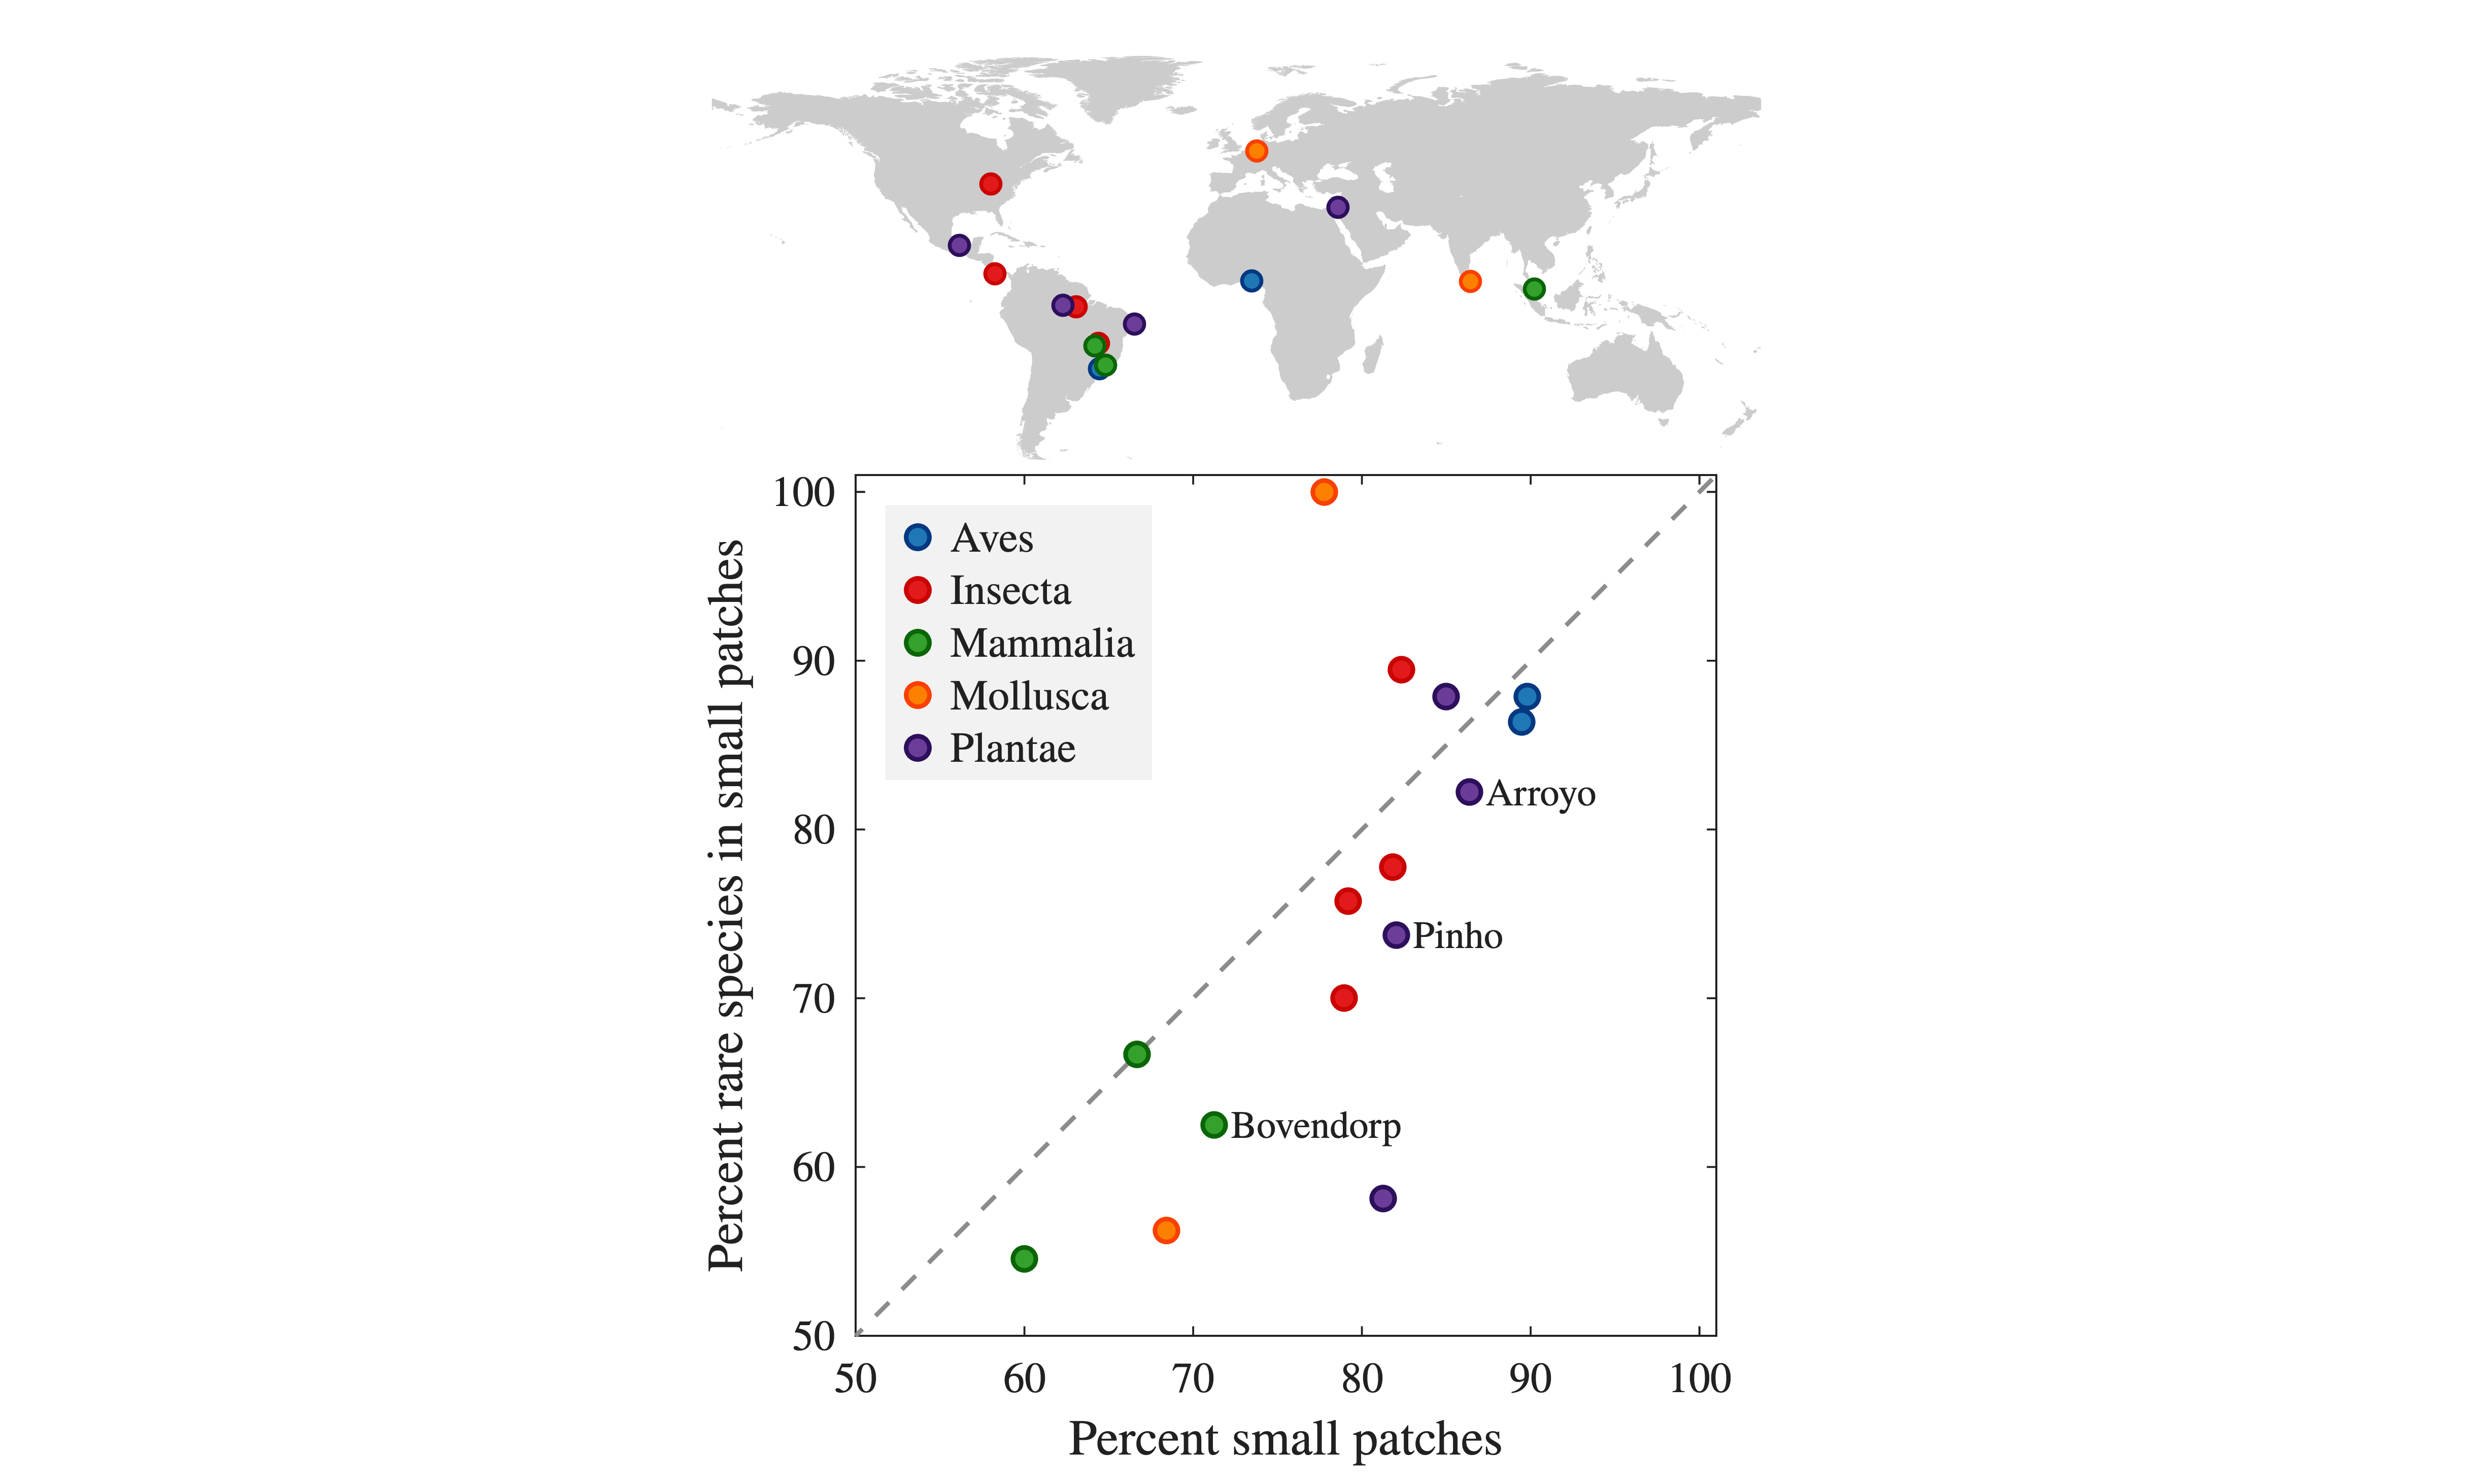 100
90
80
70
60
50
Percent rare species in small patches
Aves
Insecta
Mammalia
Mollusca
Plantae
Arroyo
Pinho
Bovendorp
50 60 70 80 90 100
Percent small patches